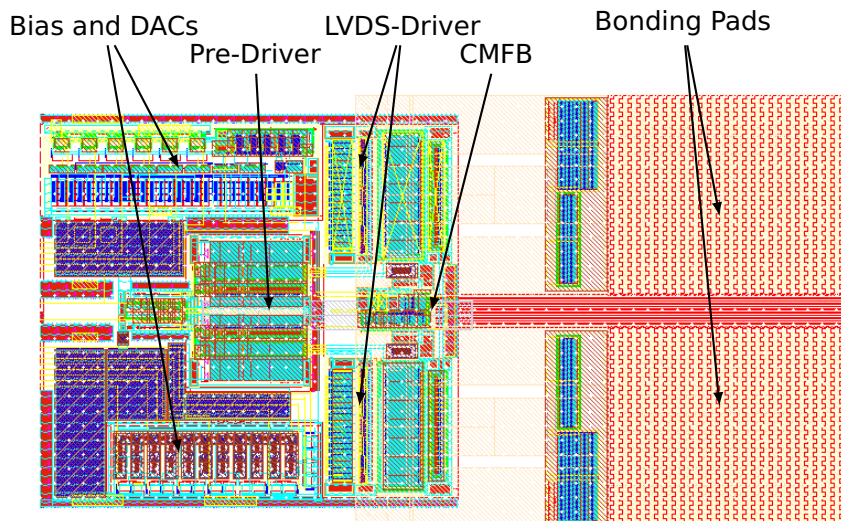 Bias and DACs
Pre-Driver
LVDS-Driver
CMFB
Bonding Pads